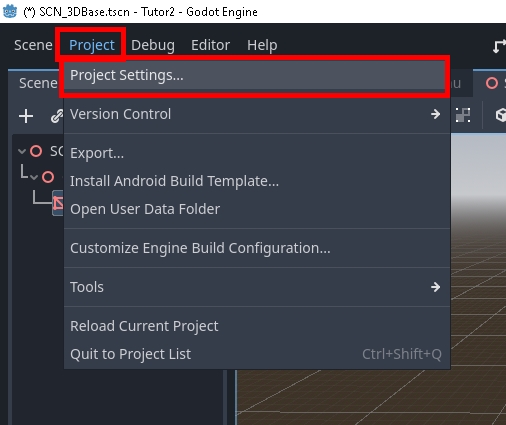 (*) SCN_3DBase.tscn - Tutor2 - Godot Engine
Scene Project Debug Editor Help
Scene
Project Settings...
Version Control
Export...
Install Android Build Template...
Open User Data Folder
Customize Engine Build Configuration...
Tools
Reload Current Project
Quit to Project List Ctrl+Shift+Q